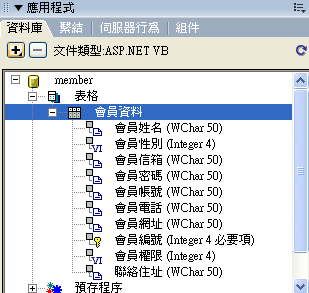 應用程式
資料庫 繫結 伺服器行為 組件
文件類型:ASP.NET VB
member
表格
會員資料
會員姓名 (WChar 50)
會員性別 (Integer 4)
會員信箱 (WChar 50)
會員密碼 (WChar 50)
會員帳號 (WChar 50)
會員電話 (WChar 50)
會員網址 (WChar 50)
會員編號 (Integer 4 必要項)
會員權限 (Integer 4)
聯絡住址 (WChar 50)
預存程序